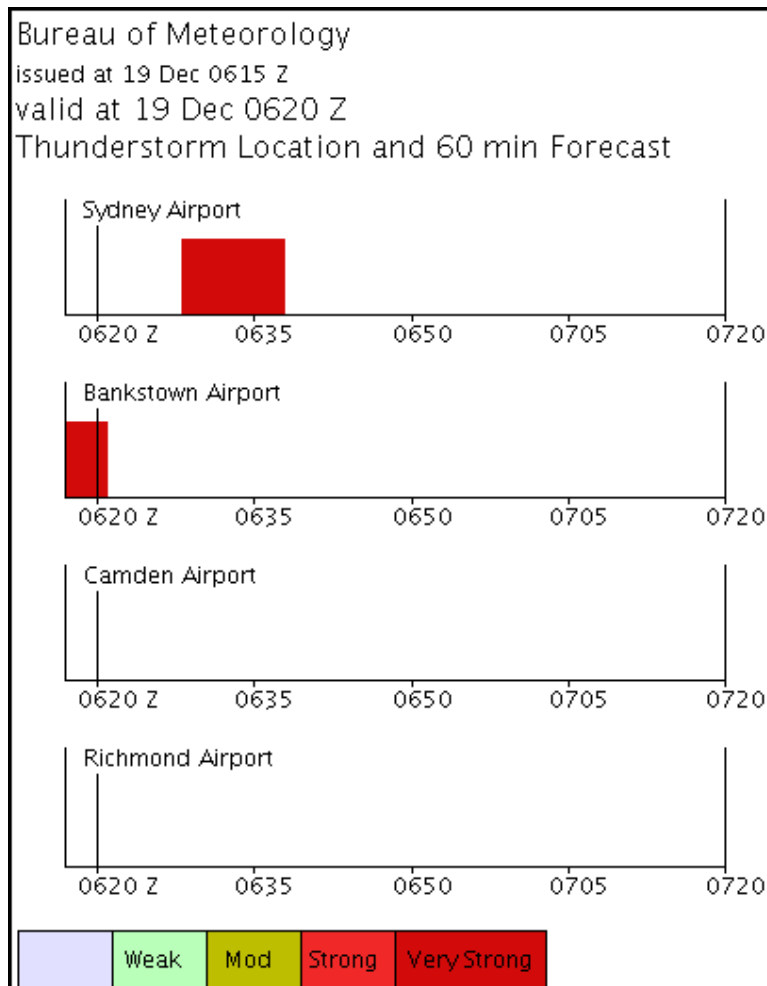 Bureau of Meteorology
issued at 19 Dec 0615 Z
valid at 19 Dec 0620 Z
Thunderstorm Location and 60 min Forecast
Sydney Airport
0620 Z 0635 0650 0705 0720
Bankstown Airport
0620 Z 0635 0650 0705 0720
Camden Airport
0620 Z 0635 0650 0705 0720
Richmond Airport
0620 Z 0635 0650 0705 0720
Weak Mod Strong Very Strong